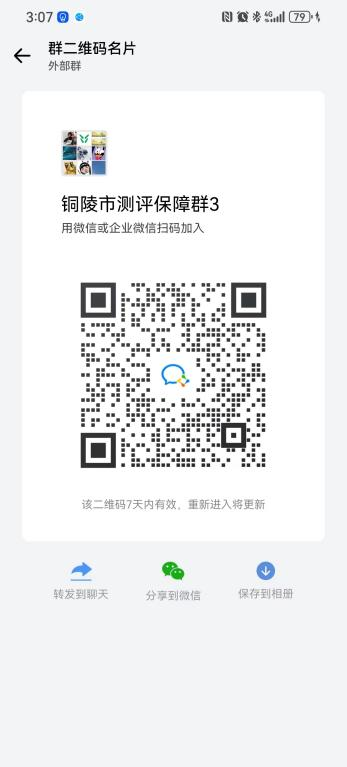 3:07
4G
79
群二维码名片
外部群
铜陵市测评保障群3
用微信或企业微信扫码加入
该二维码7天内有效，重新进入将更新
转发到聊天
分享到微信
保存到相册